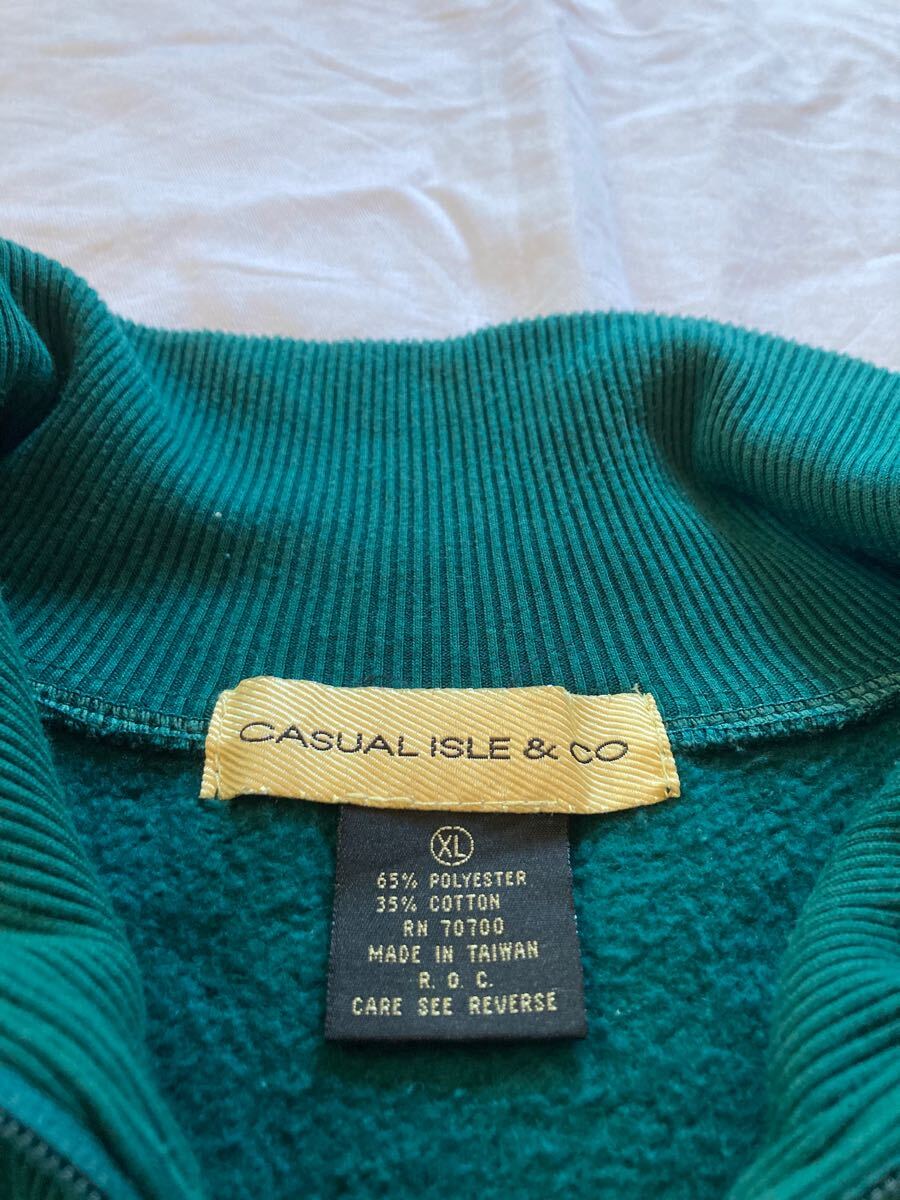 CASUAL ISLE & CO
XL
65% POLYESTER
35% COTTON
RN 70700
MADE IN TAIWAN
R. O. C.
CARE SEE REVERSE